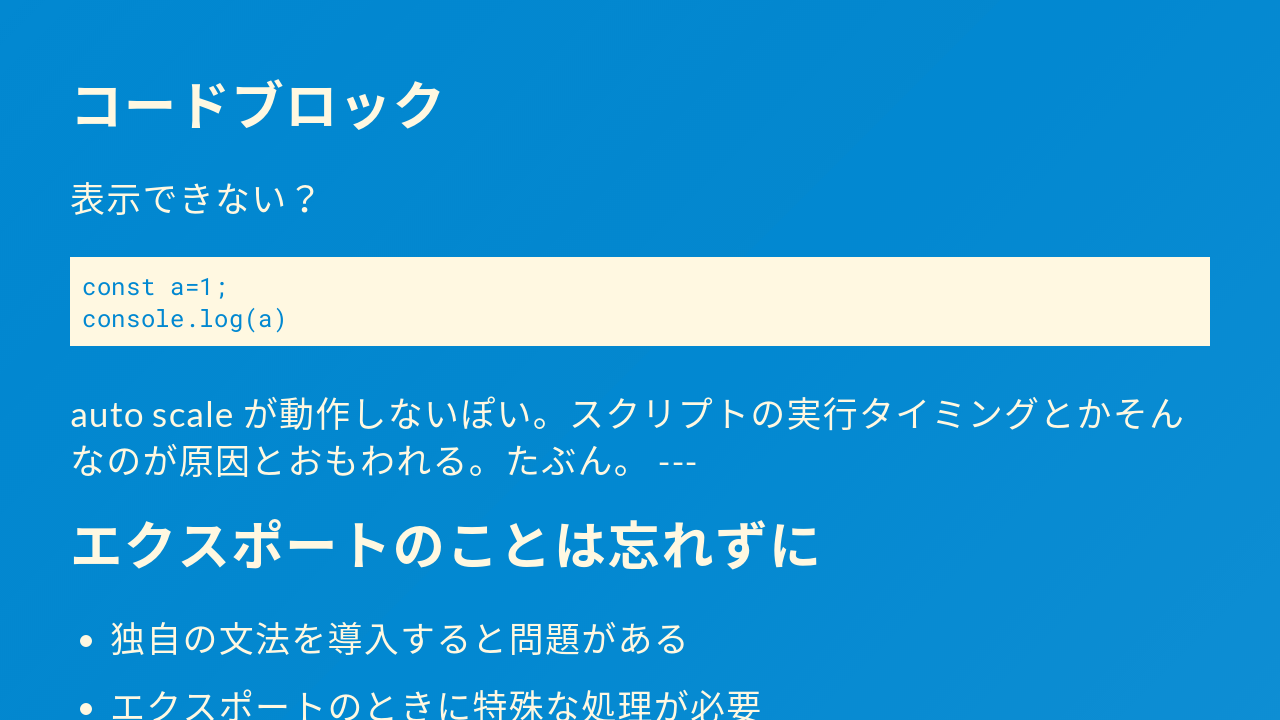 コードブロック
表示できない？
const a=1;
console.log(a)
auto scale が動作しないぽい。スクリプトの実行タイミングとかそん
なのが原因とおもわれる。たぶん。 ---
エクスポートのことは忘れずに
• 独自の文法を導入すると問題がある
• エクスポートのときに特殊な処理が必要